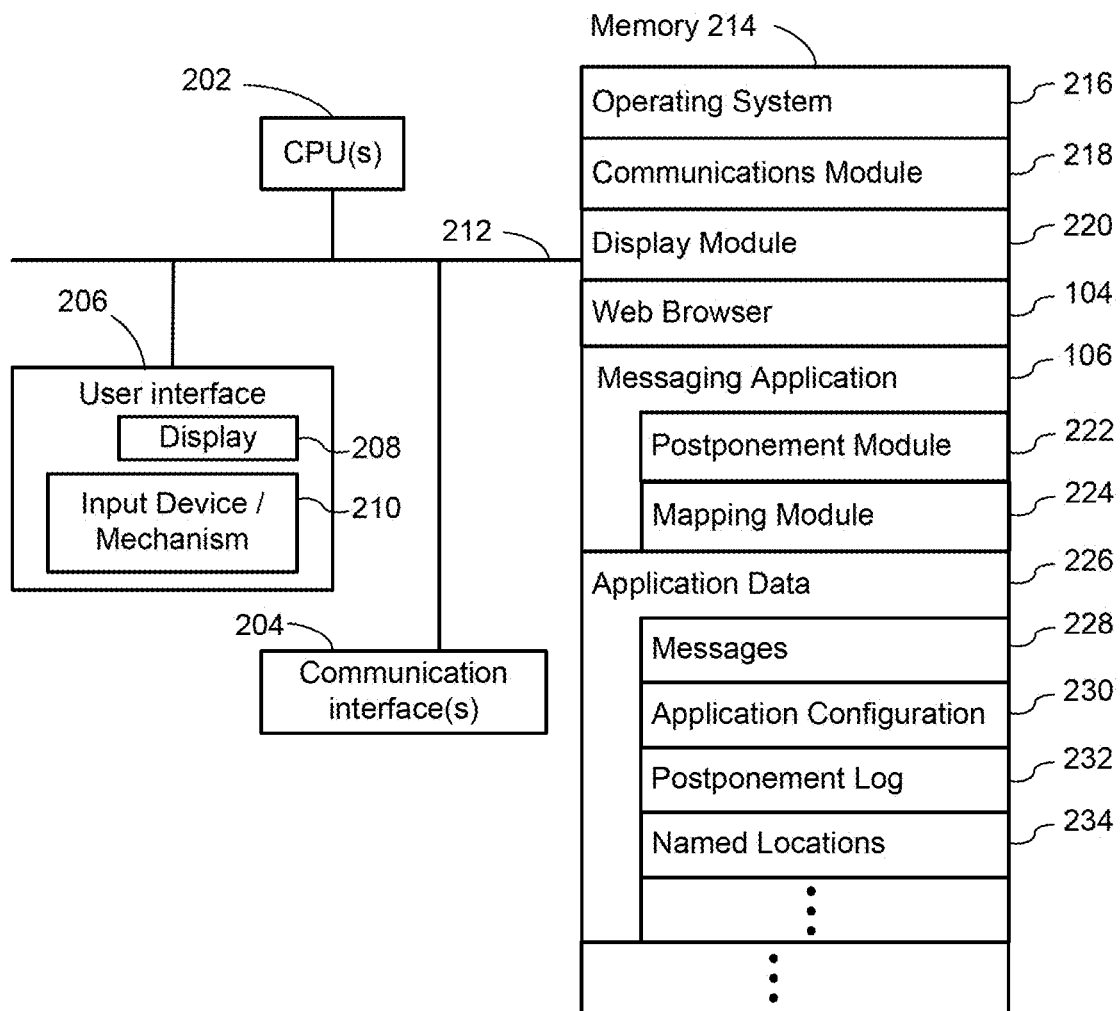 Memory 214
202
CPU(s)
212
206
User interface
Display
208
Input Device /
Mechanism
210
204
Communication
interface(s)
Operating System
216
Communications Module
218
Display Module
220
Web Browser
104
Messaging Application
106
Postponement Module
222
Mapping Module
224
Application Data
226
Messages
228
Application Configuration
230
Postponement Log
232
Named Locations
234